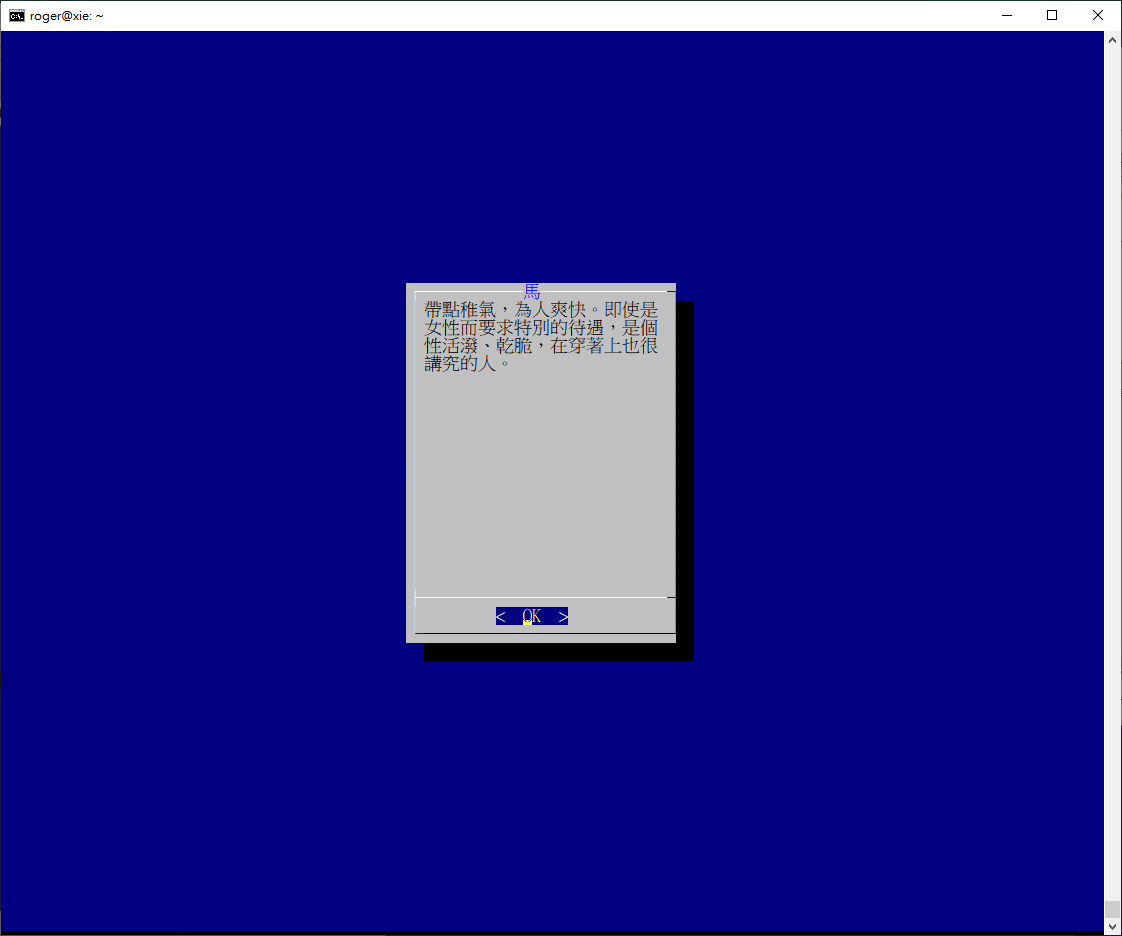 roger@xie: ~
馬
帶點稚氣，為人爽快。即使是
女性而要求特別的待遇，是個
性活潑、乾脆，在穿著上也很
講究的人。
< OK >